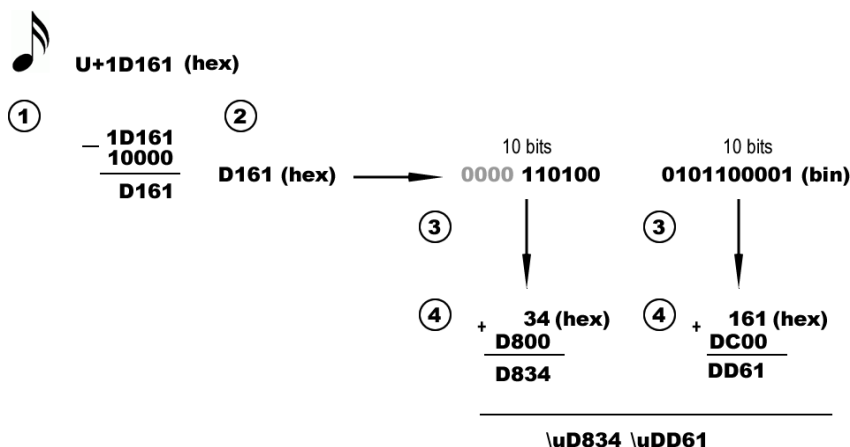 U+1D161 (hex)
1 2
— 1D161
10000
D161
D161 (hex)
10 bits 10 bits
0000 110100 0101100001 (bin)
3 3
4 4
+ 34 (hex) + 161 (hex)
D800 DC00
D834 DD61
\uD834 \uDD61